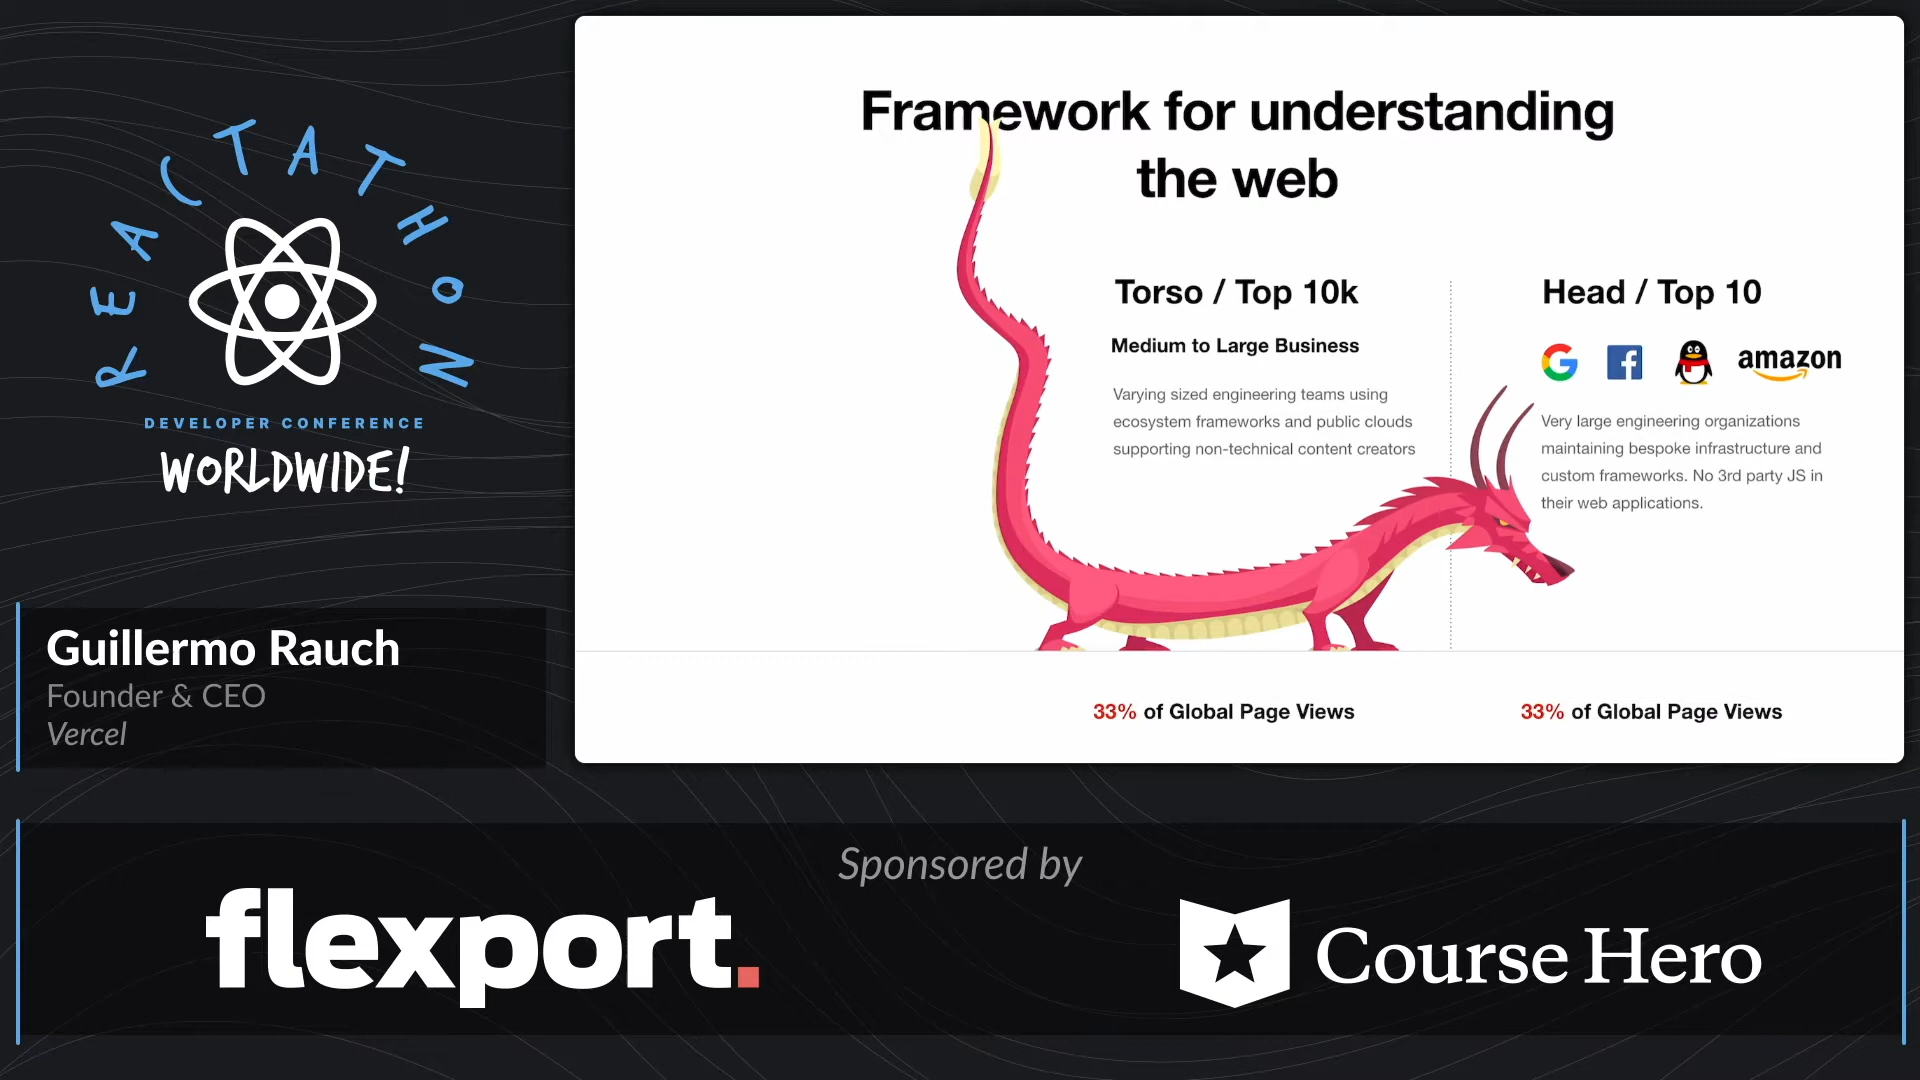 REACTATHON
DEVELOPER CONFERENCE
WORLDWIDE!
Guillermo Rauch
Founder & CEO
Vercel
Framework for understanding
the web
Torso / Top 10k
Medium to Large Business
Varying sized engineering teams using
ecosystem frameworks and public clouds
supporting non-technical content creators
Head / Top 10
amazon
Very large engineering organizations
maintaining bespoke infrastructure and
custom frameworks. No 3rd party JS in
their web applications.
33% of Global Page Views
33% of Global Page Views
Sponsored by
flexport.
Course Hero